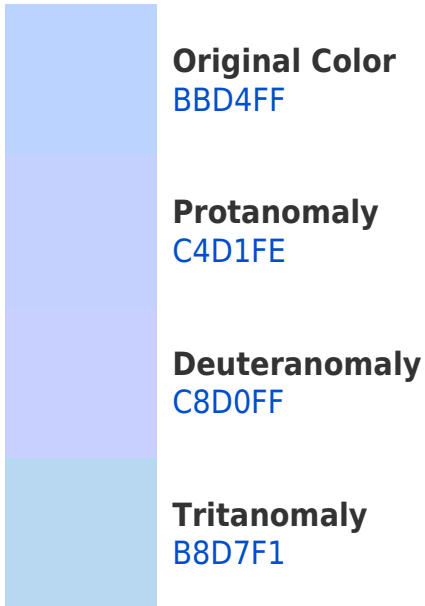 Original Color
BBD4FF
Protanomaly
C4D1FE
Deuteranomaly
C8D0FF
Tritanomaly
B8D7F1